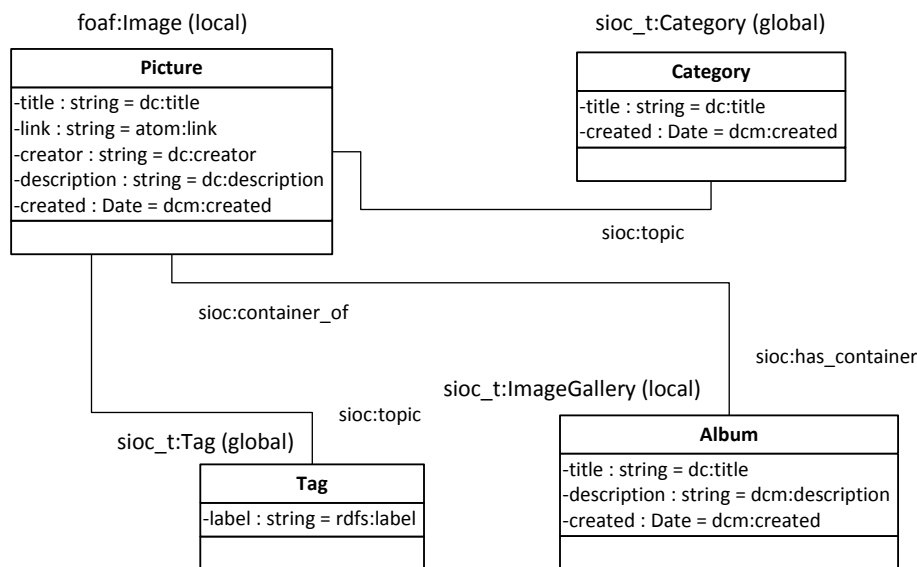 foaf:Image (local)
Picture
-title : string = dc:title
-link : string = atom:link
-creator : string = dc:creator
-description : string = dc:description
-created : Date = dcm:created
sioc_t:Category (global)
Category
-title : string = dc:title
-created : Date = dcm:created
sioc:topic
sioc:container_of
sioc:has_container
sioc_t:ImageGallery (local)
Album
-title : string = dc:title
-description : string = dcm:description
-created : Date = dcm:created
sioc:topic
sioc_t:Tag (global)
Tag
-label : string = rdfs:label